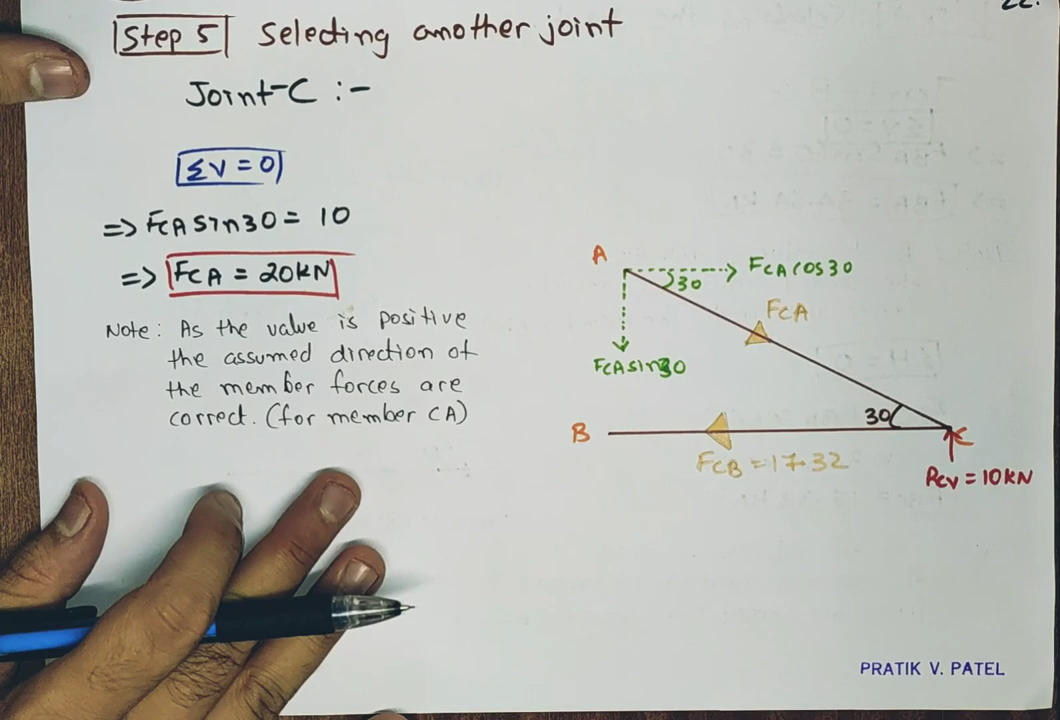 22.
Step 5 Selecting another joint
Joint-C :-
ΣV = 0
=> FCA sin30 = 10
=> FCA = 20KN
Note: As the value is positive
the assumed direction of
the member forces are
correct. (for member CA)
A
FCA cos30
30
FCA
FCA sin30
30
B
C
FCB = 17.32
RCV = 10KN
PRATIK V. PATEL